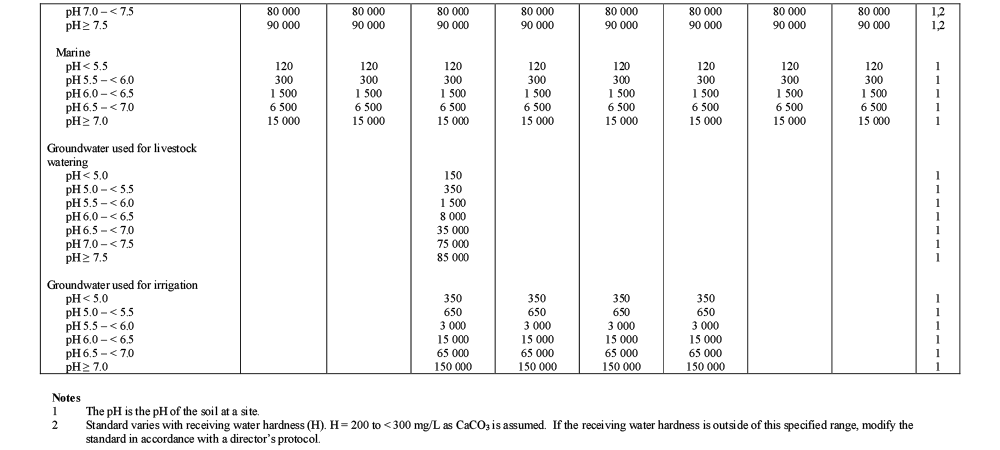 pH 7.0 – < 7.5 80 000 80 000 80 000 80 000 80 000 80 000 80 000 80 000 1,2
pH ≥ 7.5 90 000 90 000 90 000 90 000 90 000 90 000 90 000 90 000 1,2
Marine
pH < 5.5 120 120 120 120 120 120 120 120 1
pH 5.5 – < 6.0 300 300 300 300 300 300 300 300 1
pH 6.0 – < 6.5 1 500 1 500 1 500 1 500 1 500 1 500 1 500 1 500 1
pH 6.5 – < 7.0 6 500 6 500 6 500 6 500 6 500 6 500 6 500 6 500 1
pH ≥ 7.0 15 000 15 000 15 000 15 000 15 000 15 000 15 000 15 000 1
Groundwater used for livestock
watering
pH < 5.0 150 1
pH 5.0 – < 5.5 350 1
pH 5.5 – < 6.0 1 500 1
pH 6.0 – < 6.5 8 000 1
pH 6.5 – < 7.0 35 000 1
pH 7.0 – < 7.5 75 000 1
pH ≥ 7.5 85 000 1
Groundwater used for irrigation
pH < 5.0 350 350 350 350 1
pH 5.0 – < 5.5 650 650 650 650 1
pH 5.5 – < 6.0 3 000 3 000 3 000 3 000 1
pH 6.0 – < 6.5 15 000 15 000 15 000 15 000 1
pH 6.5 – < 7.0 65 000 65 000 65 000 65 000 1
pH ≥ 7.0 150 000 150 000 150 000 150 000 1
Notes
1 The pH is the pH of the soil at a site.
2 Standard varies with receiving water hardness (H). H = 200 to < 300 mg/L as CaCO₃ is assumed. If the receiving water hardness is outside of this specified range, modify the
standard in accordance with a director's protocol.